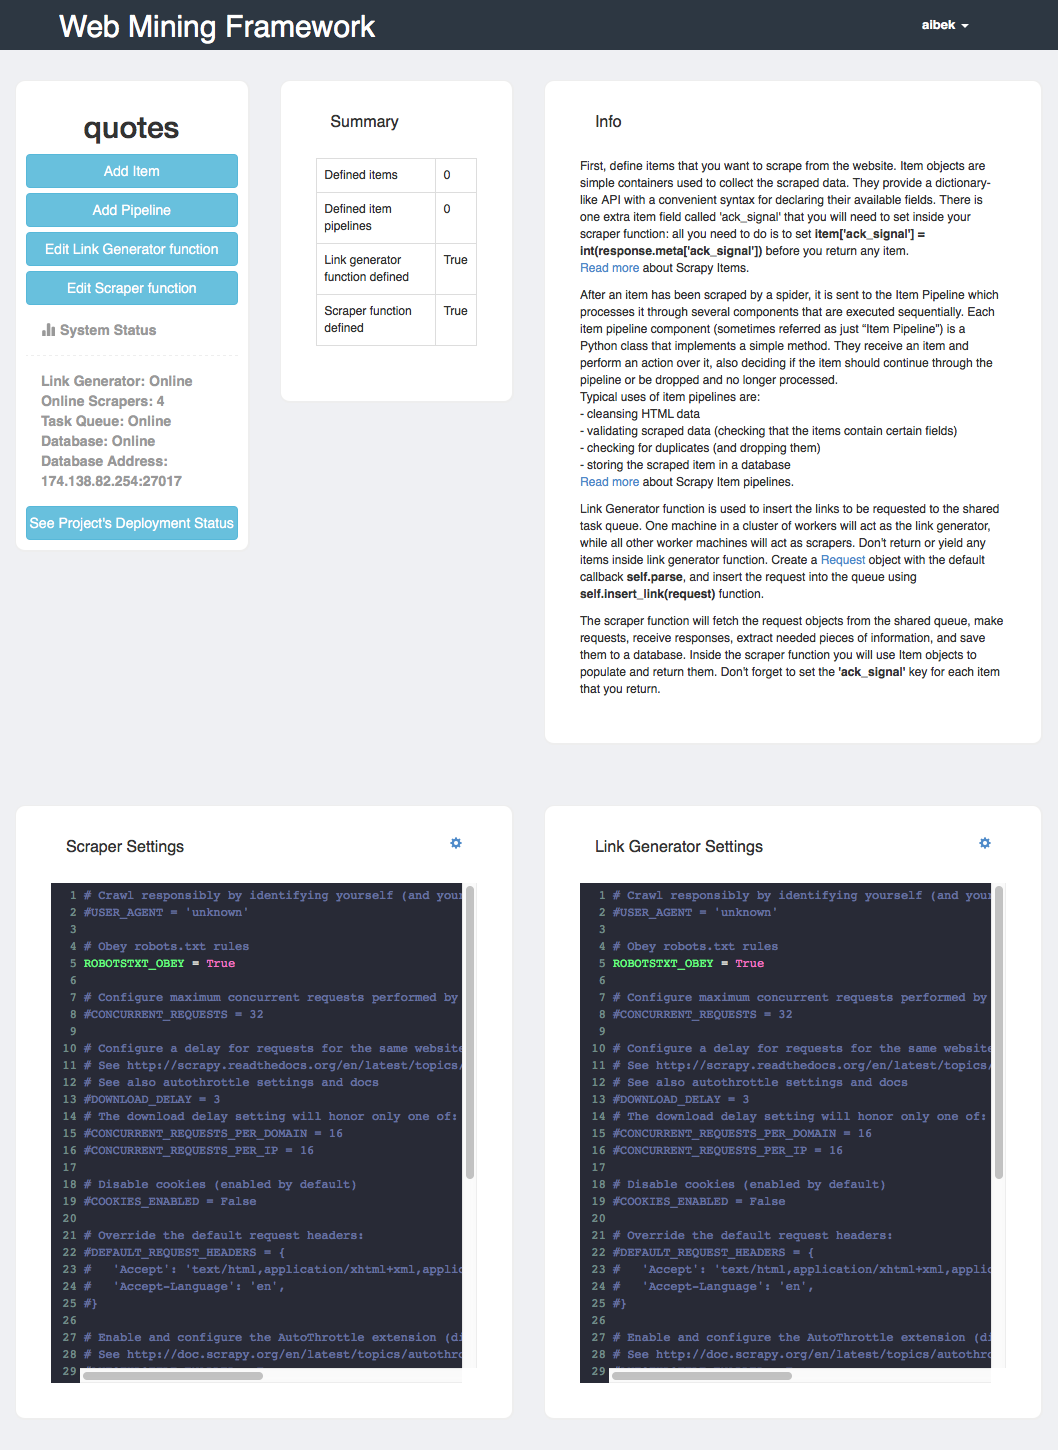 Web Mining Framework
albek
quotes
Add Item
Add Pipeline
Edit Link Generator function
Edit Scraper function
System Status
Link Generator: Online
Online Scrapers: 4
Task Queue: Online
Database: Online
Database Address:
174.138.82.254:27017
See Project's Deployment Status
Summary
Defined items 0
Defined item 0
pipelines
Link generator True
function defined
Scraper function True
defined
Info
First, define items that you want to scrape from the website. Item objects are
simple containers used to collect the scraped data. They provide a dictionary-
like API with a convenient syntax for declaring their available fields. There is
one extra item field called 'ack_signal' that you will need to set inside your
scraper function: all you need to do is to set item['ack_signal'] =
int(response.meta['ack_signal']) before you return any item.
Read more about Scrapy Items.
After an item has been scraped by a spider, it is sent to the Item Pipeline which
processes it through several components that are executed sequentially. Each
item pipeline component (sometimes referred as just “Item Pipeline”) is a
Python class that implements a simple method. They receive an item and
perform an action over it, also deciding if the item should continue through the
pipeline or be dropped and no longer processed.
Typical uses of item pipelines are:
- cleansing HTML data
- validating scraped data (checking that the items contain certain fields)
- checking for duplicates (and dropping them)
- storing the scraped item in a database
Read more about Scrapy Item pipelines.
Link Generator function is used to insert the links to be requested to the shared
task queue. One machine in a cluster of workers will act as the link generator,
while all other worker machines will act as scrapers. Don't return or yield any
items inside link generator function. Create a Request object with the default
callback self.parse, and insert the request into the queue using
self.insert_link(request) function.
The scraper function will fetch the request objects from the shared queue, make
requests, receive responses, extract needed pieces of information, and save
them to a database. Inside the scraper function you will use Item objects to
populate and return them. Don't forget to set the 'ack_signal' key for each item
that you return.
Scraper Settings
1 # Crawl responsibly by identifying yourself (and your
2 #USER_AGENT = 'unknown'
3
4 # Obey robots.txt rules
5 ROBOTSTXT_OBEY = True
6
7 # Configure maximum concurrent requests performed by
8 #CONCURRENT_REQUESTS = 32
9
10 # Configure a delay for requests for the same website
11 # See http://scrapy.readthedocs.org/en/latest/topics/
12 # See also autothrottle settings and docs
13 #DOWNLOAD_DELAY = 3
14 # The download delay setting will honor only one of:
15 #CONCURRENT_REQUESTS_PER_DOMAIN = 16
16 #CONCURRENT_REQUESTS_PER_IP = 16
17
18 # Disable cookies (enabled by default)
19 #COOKIES_ENABLED = False
20
21 # Override the default request headers:
22 #DEFAULT_REQUEST_HEADERS = {
23 #   'Accept': 'text/html,application/xhtml+xml,applic
24 #   'Accept-Language': 'en',
25 #}
26
27 # Enable and configure the AutoThrottle extension (di
28 # See http://doc.scrapy.org/en/latest/topics/autothro
29
Link Generator Settings
1 # Crawl responsibly by identifying yourself (and your
2 #USER_AGENT = 'unknown'
3
4 # Obey robots.txt rules
5 ROBOTSTXT_OBEY = True
6
7 # Configure maximum concurrent requests performed by
8 #CONCURRENT_REQUESTS = 32
9
10 # Configure a delay for requests for the same website
11 # See http://scrapy.readthedocs.org/en/latest/topics/
12 # See also autothrottle settings and docs
13 #DOWNLOAD_DELAY = 3
14 # The download delay setting will honor only one of:
15 #CONCURRENT_REQUESTS_PER_DOMAIN = 16
16 #CONCURRENT_REQUESTS_PER_IP = 16
17
18 # Disable cookies (enabled by default)
19 #COOKIES_ENABLED = False
20
21 # Override the default request headers:
22 #DEFAULT_REQUEST_HEADERS = {
23 #   'Accept': 'text/html,application/xhtml+xml,applic
24 #   'Accept-Language': 'en',
25 #}
26
27 # Enable and configure the AutoThrottle extension (di
28 # See http://doc.scrapy.org/en/latest/topics/autothro
29